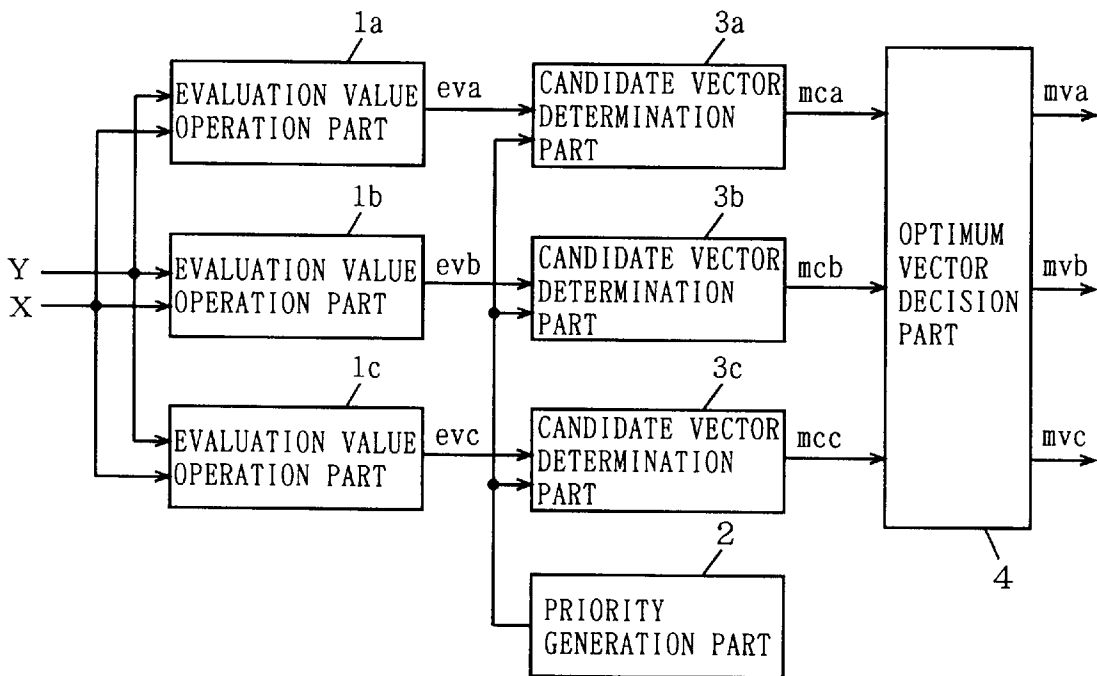 1a
3a
EVALUATION VALUE
OPERATION PART
eva
CANDIDATE VECTOR
DETERMINATION
PART
mca
mva
1b
3b
Y
X
EVALUATION VALUE
OPERATION PART
evb
CANDIDATE VECTOR
DETERMINATION
PART
mcb
OPTIMUM
VECTOR
DECISION
PART
mvb
1c
3c
EVALUATION VALUE
OPERATION PART
evc
CANDIDATE VECTOR
DETERMINATION
PART
mcc
mvc
2
4
PRIORITY
GENERATION PART